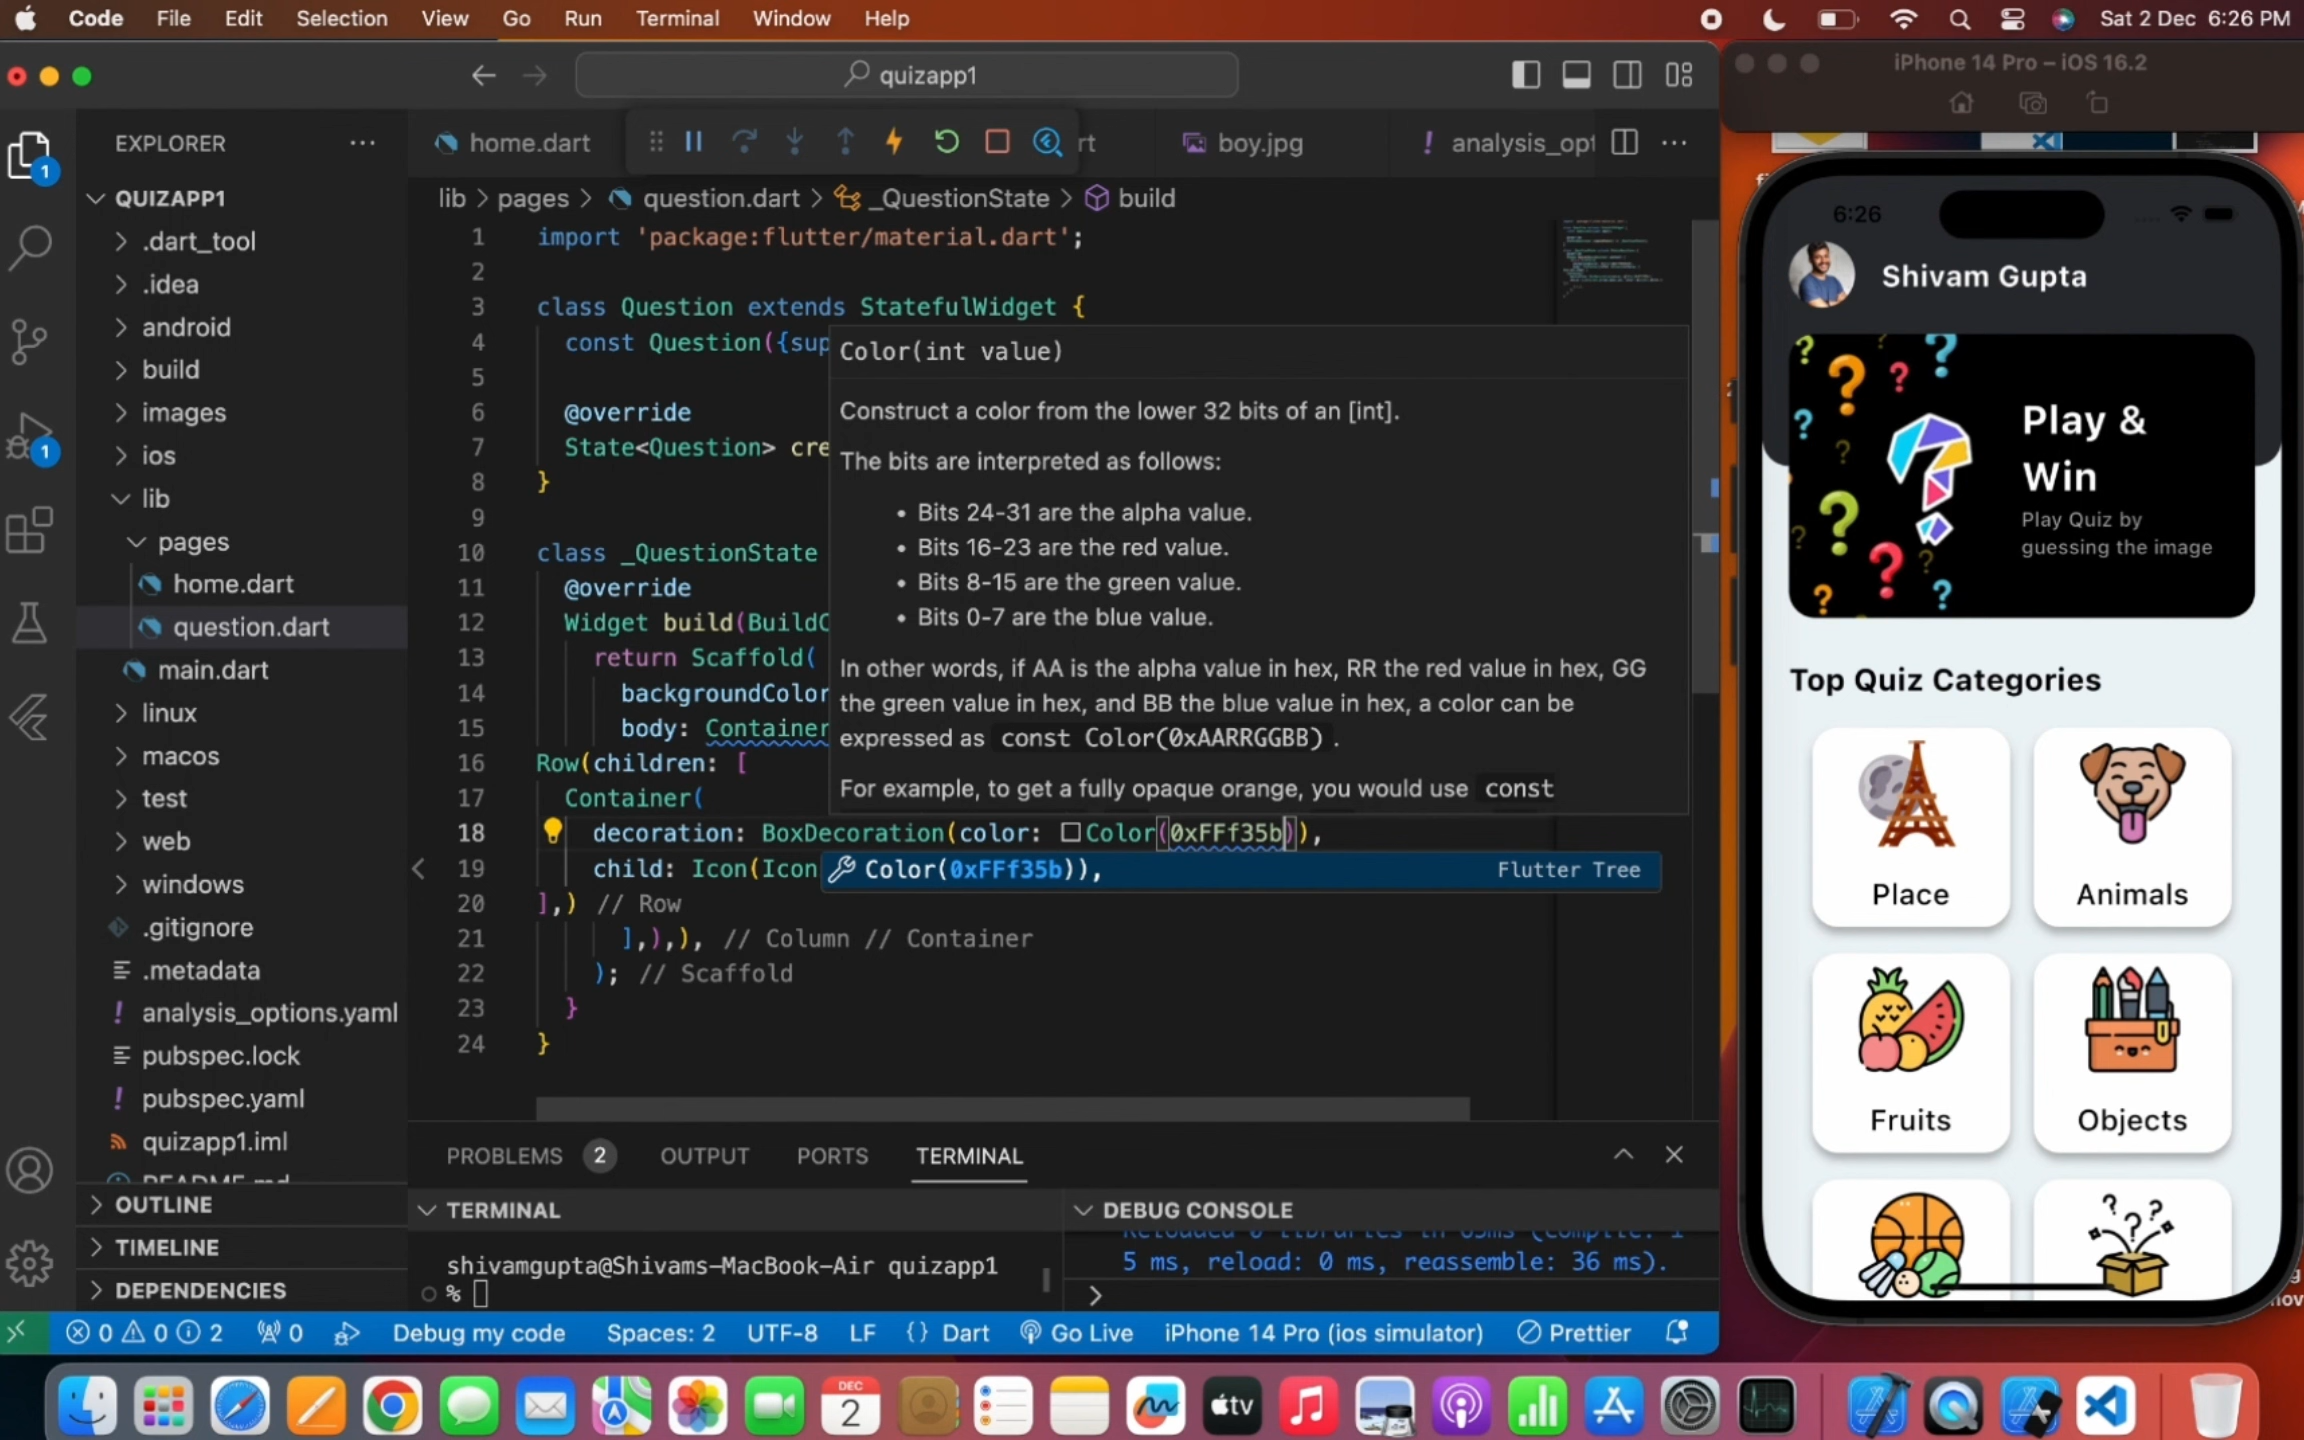 Code File Edit Selection View Go Run Terminal Window Help
Sat 2 Dec 6:26 PM
quizapp1
EXPLORER
home.dart
rt
boy.jpg
! analysis_opt
lib > pages > question.dart > _QuestionState > build
QUIZAPP1
.dart_tool
.idea
android
build
images
ios
lib
pages
home.dart
question.dart
main.dart
linux
macos
test
web
windows
.gitignore
.metadata
! analysis_options.yaml
pubspec.lock
! pubspec.yaml
quizapp1.iml
README.md
OUTLINE
TIMELINE
DEPENDENCIES
1
1
1 import 'package:flutter/material.dart';
2
3 class Question extends StatefulWidget {
4 const Question({sup
5
6 @override
7 State<Question> cre
8 }
9
10 class _QuestionState
11 @override
12 Widget build(BuildC
13 return Scaffold(
14 backgroundColor
15 body: Container
16 Row(children: [
17 Container(
18 decoration: BoxDecoration(color: Color(0xFFf35b)),
19 child: Icon(Icon
20 ],) // Row
21 ],),), // Column // Container
22 ); // Scaffold
23 }
24 }
Color(int value)
Construct a color from the lower 32 bits of an [int].
The bits are interpreted as follows:
• Bits 24-31 are the alpha value.
• Bits 16-23 are the red value.
• Bits 8-15 are the green value.
• Bits 0-7 are the blue value.
In other words, if AA is the alpha value in hex, RR the red value in hex, GG
the green value in hex, and BB the blue value in hex, a color can be
expressed as const Color(0xAARRGGBB) .
For example, to get a fully opaque orange, you would use const
Color(0xFFf35b)), Flutter Tree
PROBLEMS 2 OUTPUT PORTS TERMINAL
TERMINAL
shivamgupta@Shivams-MacBook-Air quizapp1
%
DEBUG CONSOLE
5 ms, reload: 0 ms, reassemble: 36 ms).
>
0 0 2 0 Debug my code Spaces: 2 UTF-8 LF {} Dart Go Live iPhone 14 Pro (ios simulator) Prettier
iPhone 14 Pro – iOS 16.2
6:26
Shivam Gupta
Play &
Win
Play Quiz by
guessing the image
Top Quiz Categories
Place
Animals
Fruits
Objects
DEC
2
tv